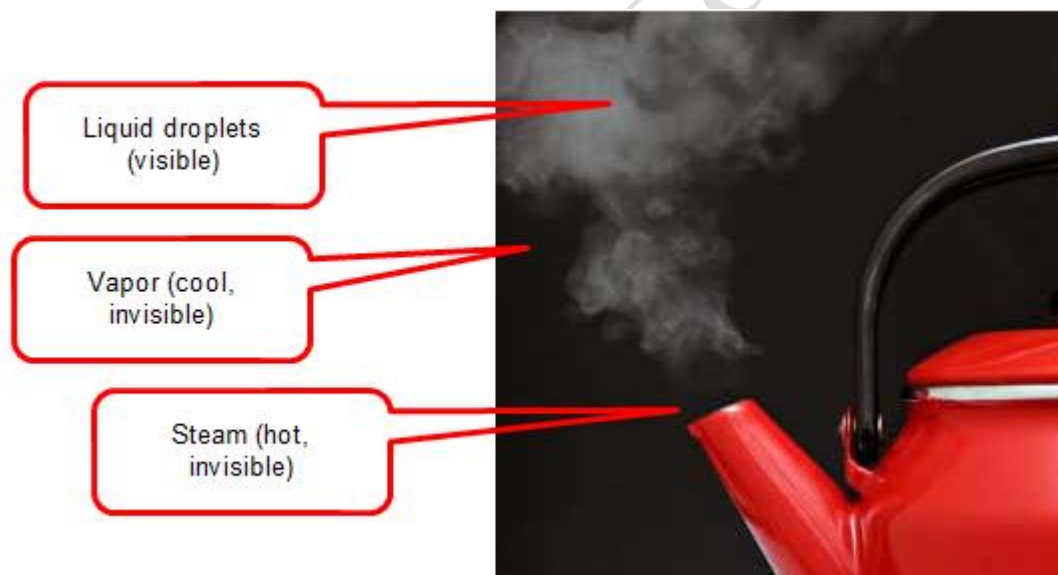 Liquid droplets
(visible)
Vapor (cool,
invisible)
Steam (hot,
invisible)